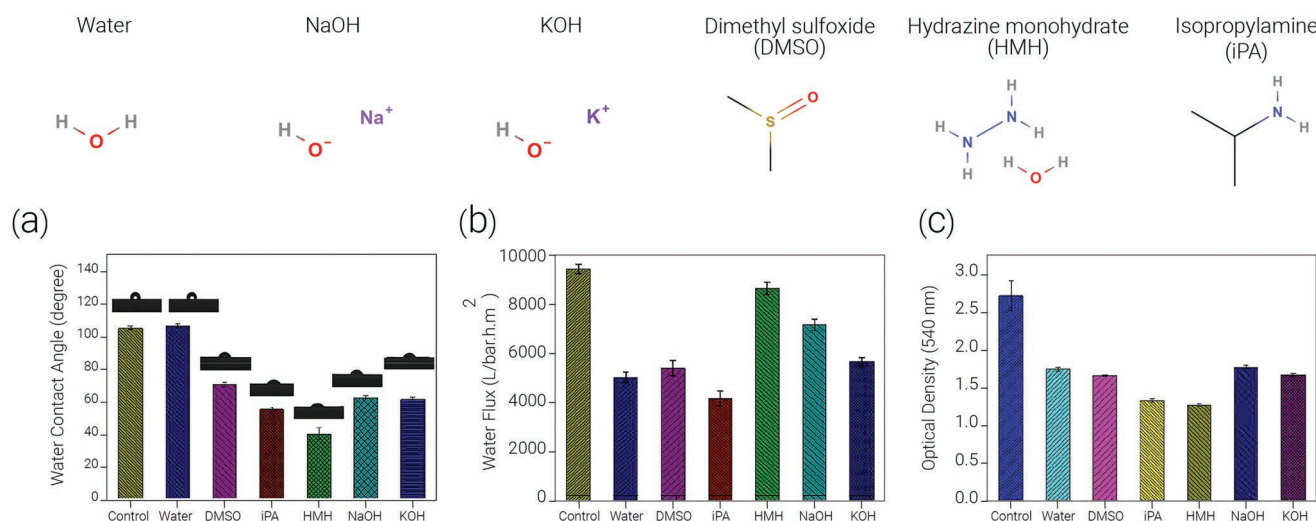 Water
NaOH
KOH
Dimethyl sulfoxide
(DMSO)
Hydrazine monohydrate
(HMH)
Isopropylamine
(iPA)
H H
O
H
O−
Na+
H
O−
K+
S
O
H
N
H
N
H
H
H
O
H
H
N
H
(a)
Water Contact Angle (degree)
140
120
100
80
60
40
20
0
Control Water DMSO iPA HMH NaOH KOH
(b)
Water Flux (L/bar.h.m2)
10000
8000
6000
4000
2000
0
Control Water DMSO iPA HMH NaOH KOH
(c)
Optical Density (540 nm)
3.0
2.5
2.0
1.5
1.0
0.5
0.0
Control Water DMSO iPA HMH NaOH KOH